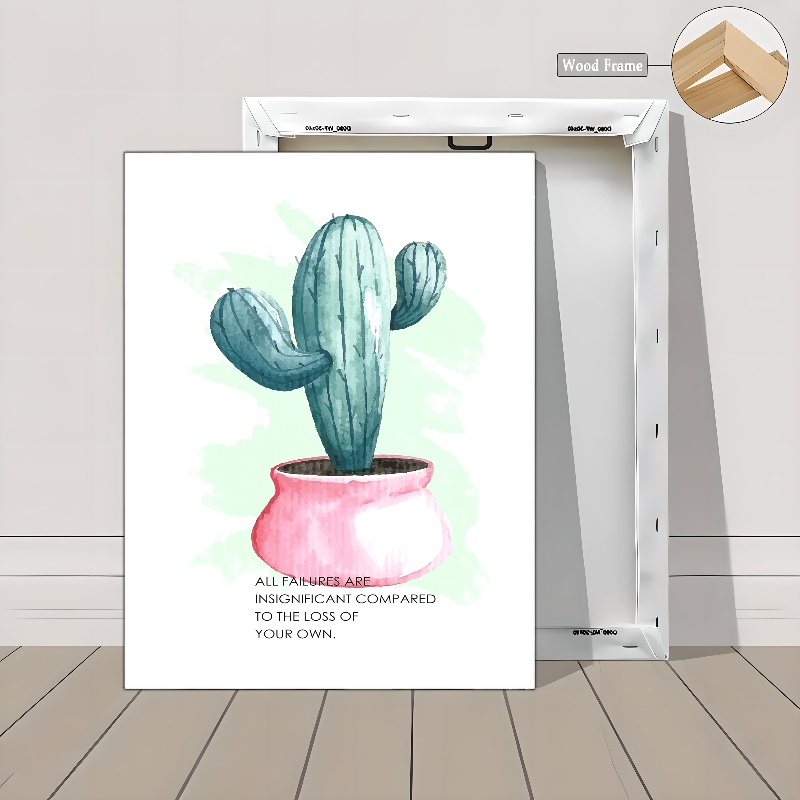 Wood Frame
ALL FAILURES ARE
INSIGNIFICANT COMPARED
TO THE LOSS OF
YOUR OWN.